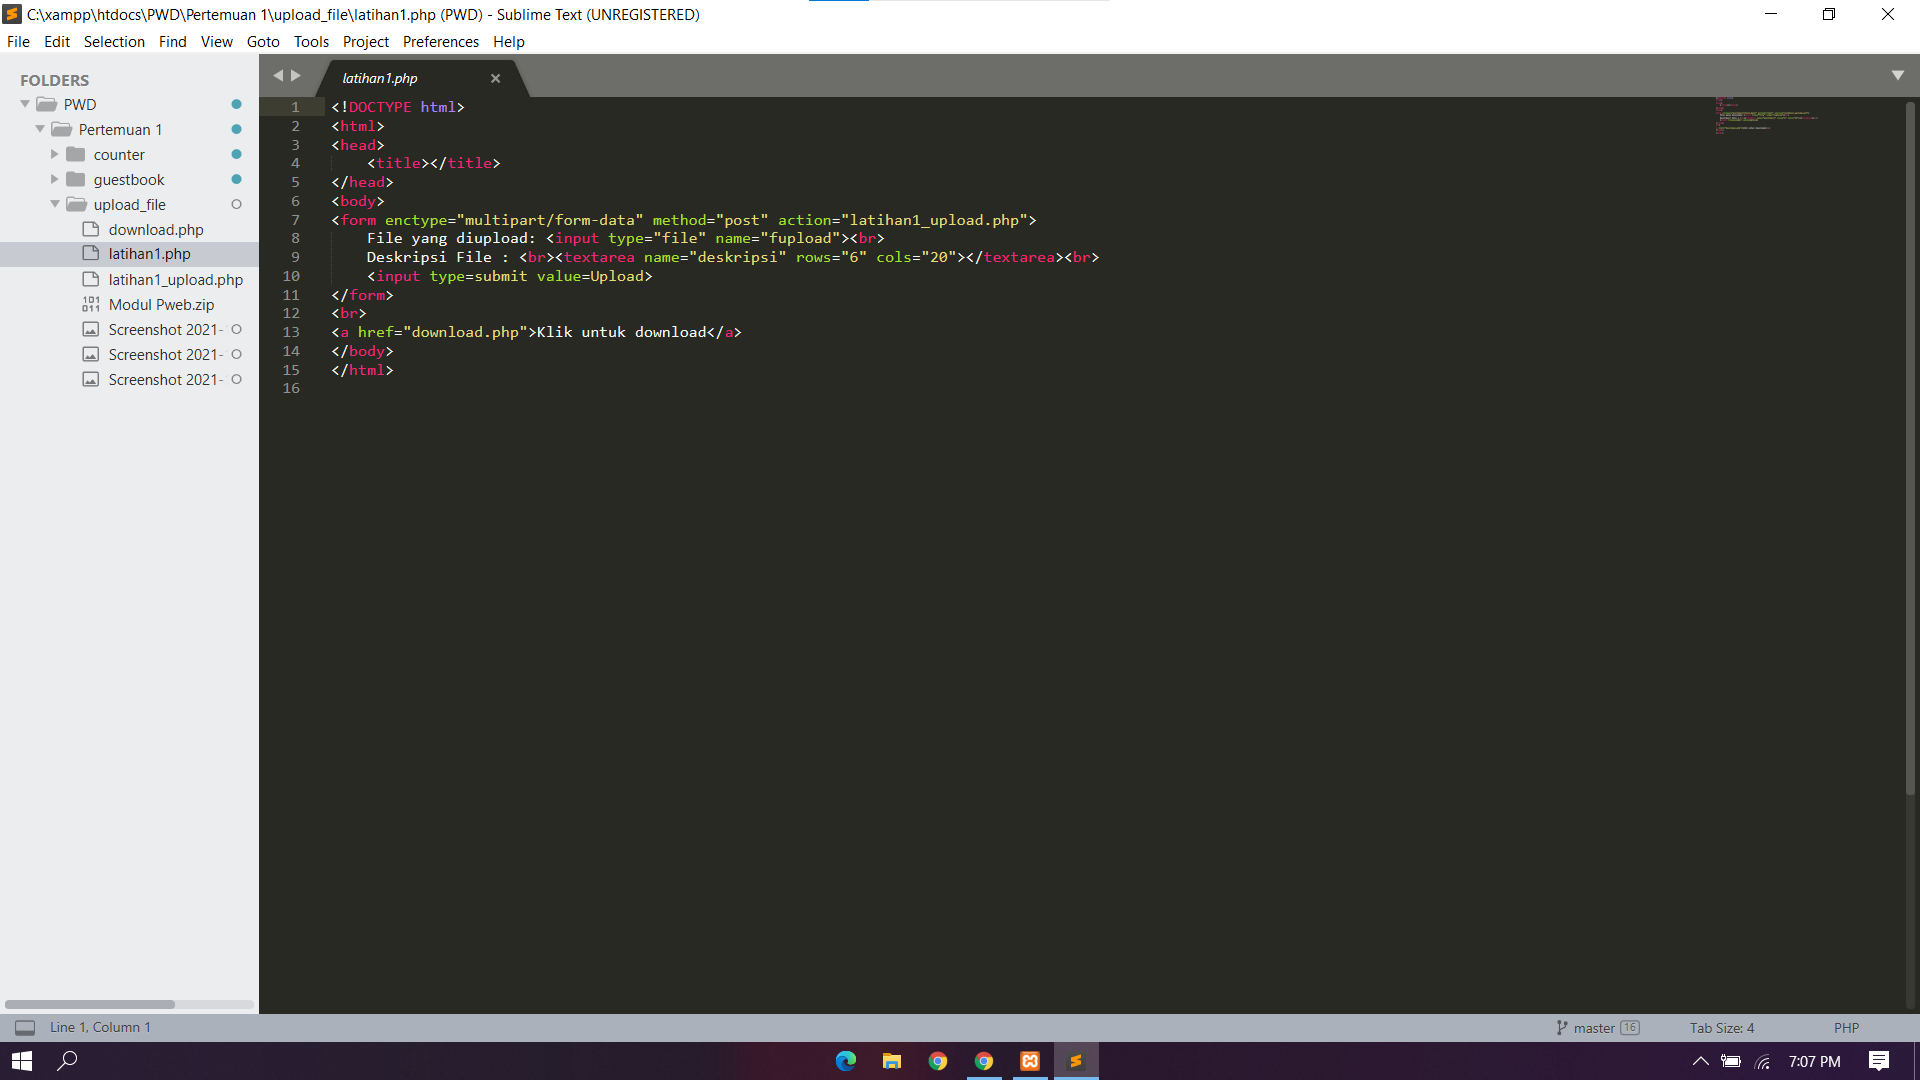 C:\xampp\htdocs\PWD\Pertemuan 1\upload_file\latihan1.php (PWD) - Sublime Text (UNREGISTERED)
File Edit Selection Find View Goto Tools Project Preferences Help
FOLDERS
PWD
Pertemuan 1
counter
guestbook
upload_file
download.php
latihan1.php
latihan1_upload.php
Modul Pweb.zip
Screenshot 2021-
Screenshot 2021-
Screenshot 2021-
latihan1.php
1 <!DOCTYPE html>
2 <html>
3 <head>
4     <title></title>
5 </head>
6 <body>
7 <form enctype="multipart/form-data" method="post" action="latihan1_upload.php">
8     File yang diupload: <input type="file" name="fupload"><br>
9     Deskripsi File : <br><textarea name="deskripsi" rows="6" cols="20"></textarea><br>
10     <input type=submit value=Upload>
11 </form>
12 <br>
13 <a href="download.php">Klik untuk download</a>
14 </body>
15 </html>
16
Line 1, Column 1
master 16
Tab Size: 4
PHP
7:07 PM